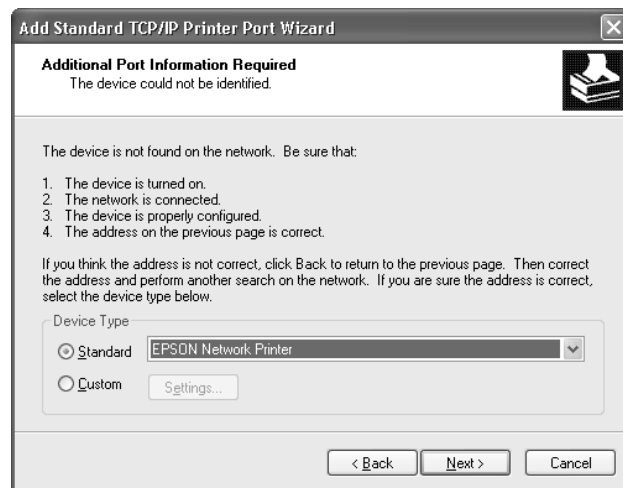 Add Standard TCP/IP Printer Port Wizard
Additional Port Information Required
The device could not be identified.
The device is not found on the network.  Be sure that:
1.  The device is turned on.
2.  The network is connected.
3.  The device is properly configured.
4.  The address on the previous page is correct.
If you think the address is not correct, click Back to return to the previous page.  Then correct
the address and perform another search on the network.  If you are sure the address is correct,
select the device type below.
Device Type
Standard
EPSON Network Printer
Custom
Settings...
< Back
Next >
Cancel